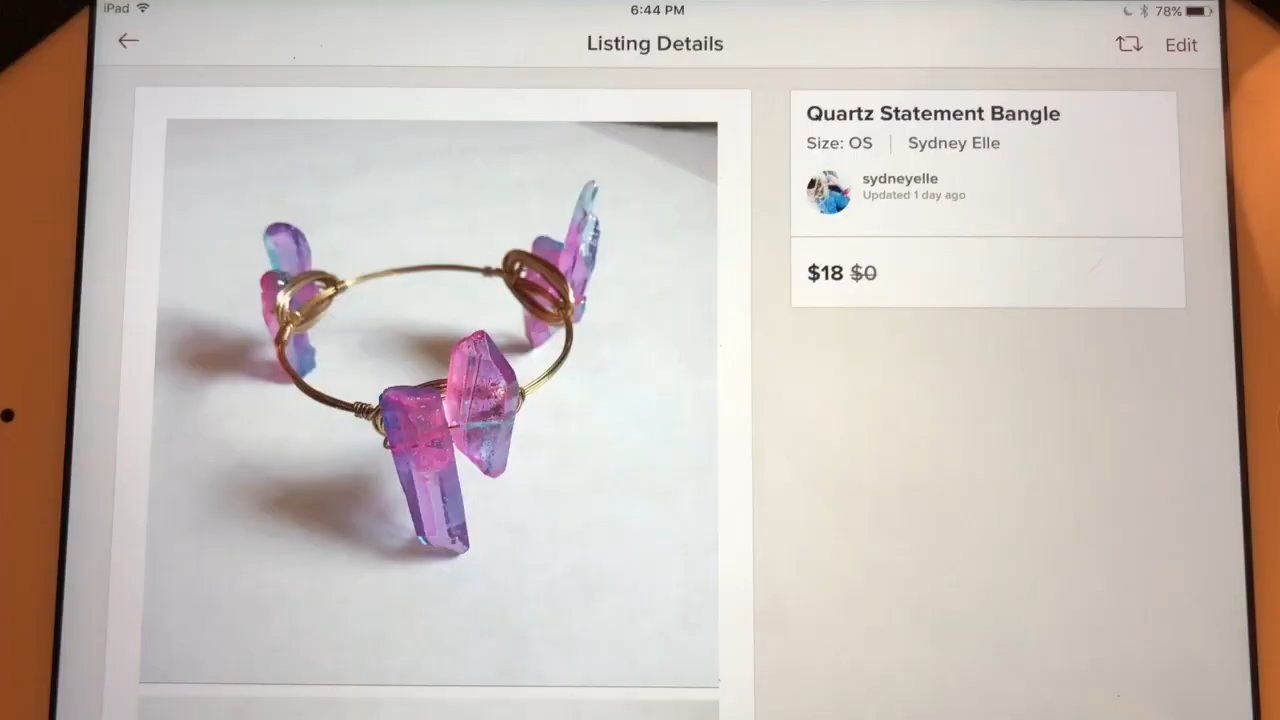 iPad 6:44 PM 78%
Listing Details Edit
Quartz Statement Bangle
Size: OS | Sydney Elle
sydneyelle
Updated 1 day ago
$18 $0